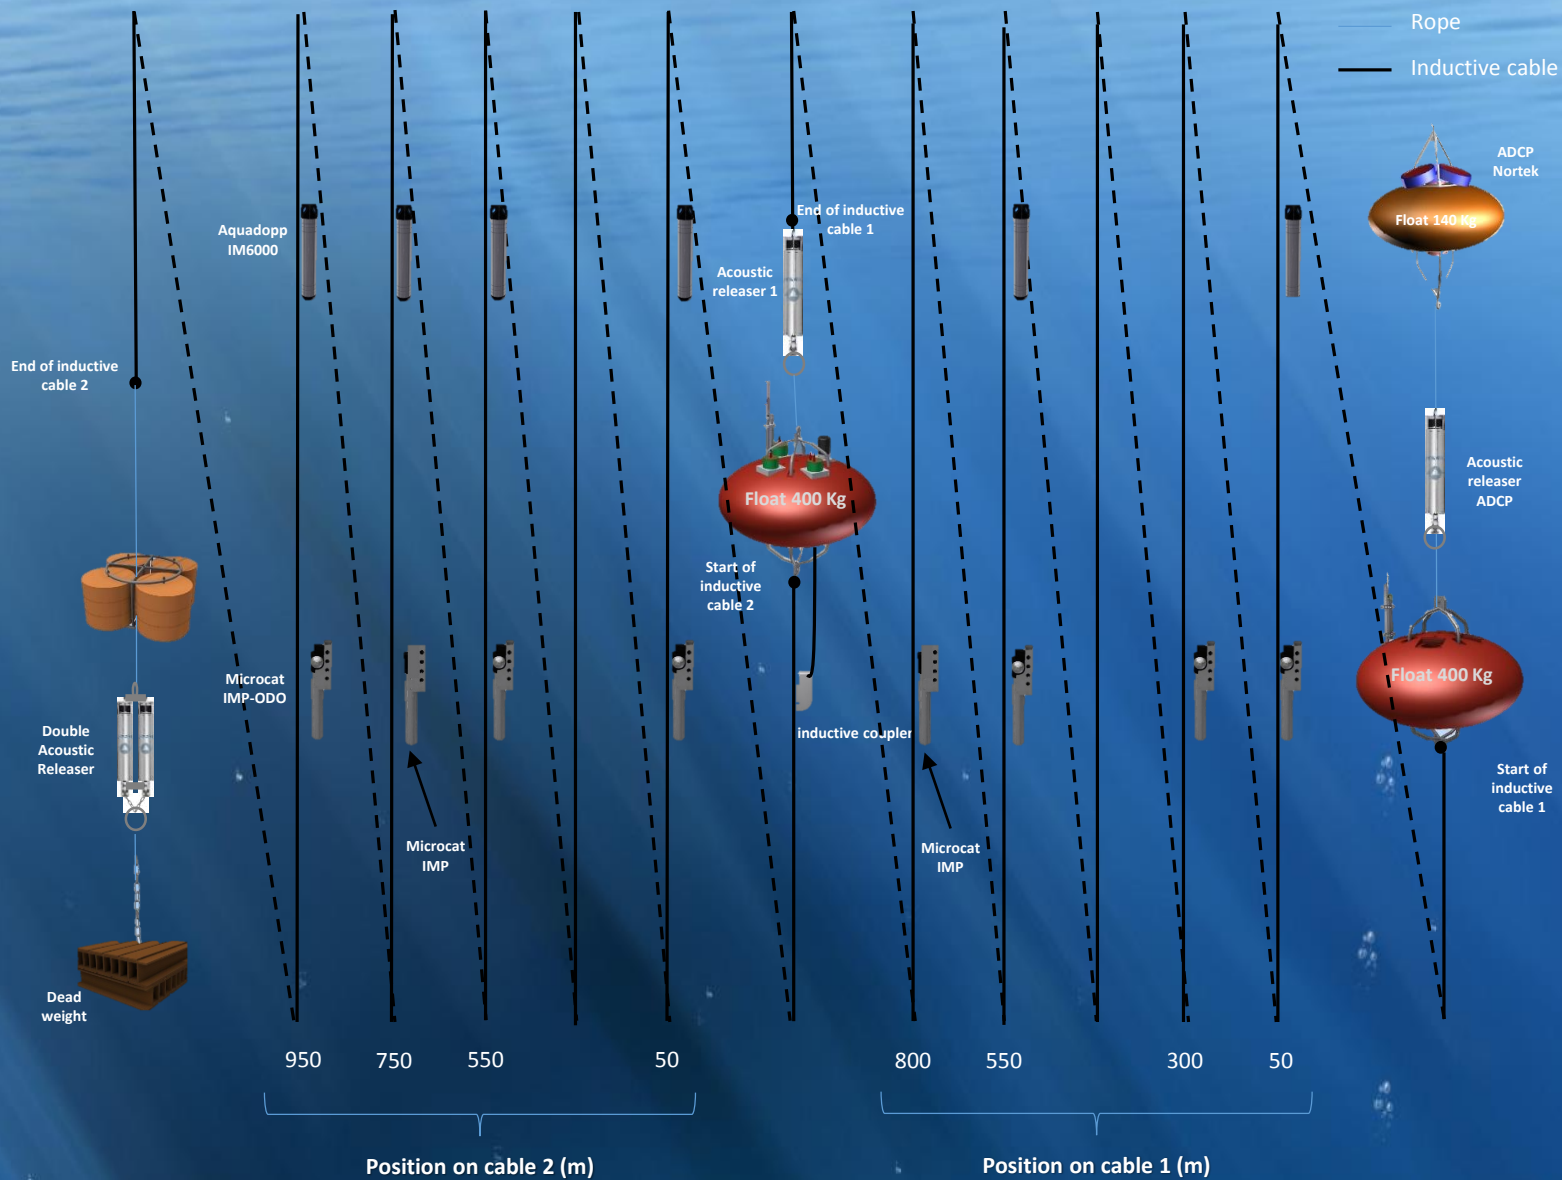 Rope
Inductive cable
ADCP
Nortek
Float 140 Kg
Aquadopp
IM6000
End of inductive
cable 1
Acoustic
releaser 1
End of inductive
cable 2
Acoustic
releaser
ADCP
Float 400 Kg
Start of
inductive
cable 2
Float 400 Kg
Microcat
IMP-ODO
Double
Acoustic
Releaser
inductive coupler
Start of
inductive
cable 1
Microcat
IMP
Microcat
IMP
Dead
weight
950
750
550
50
800
550
300
50
Position on cable 2 (m)
Position on cable 1 (m)